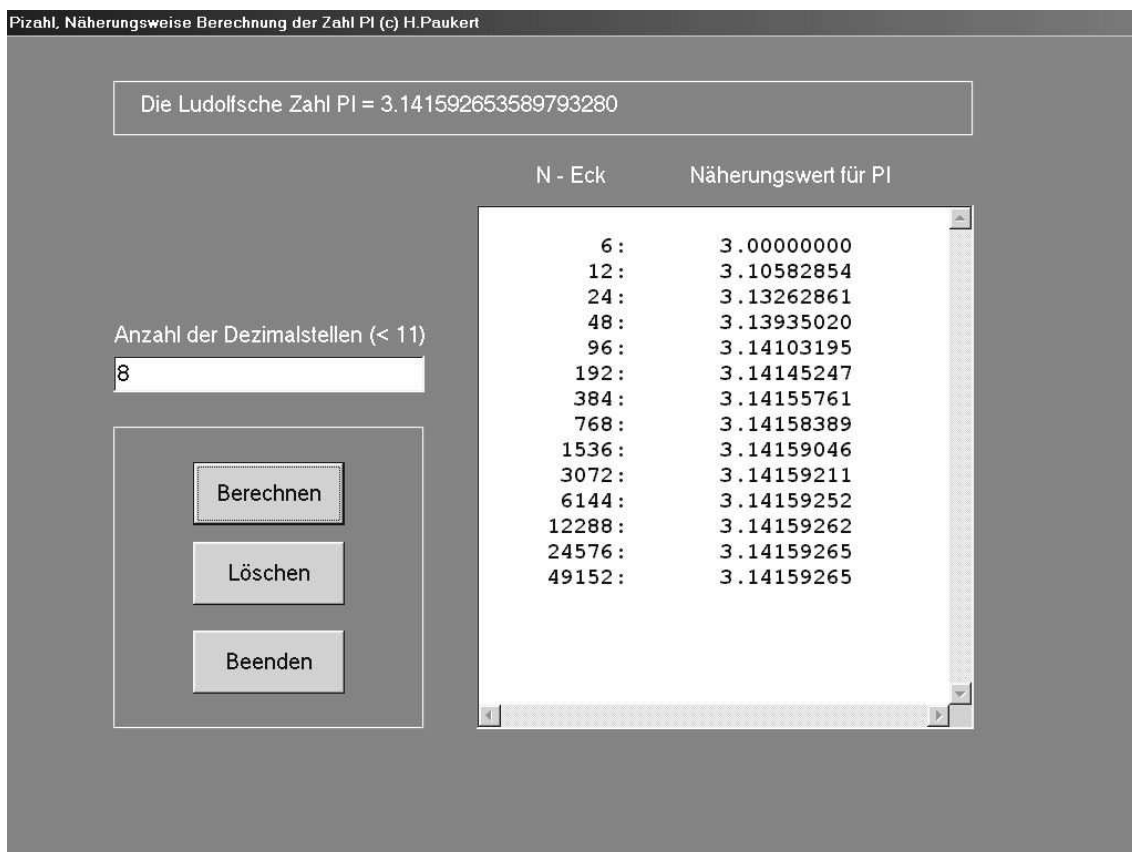 Pizahl, Näherungsweise Berechnung der Zahl PI (c) H.Paukert
Die Ludolfsche Zahl PI = 3.141592653589793280
N - Eck Näherungswert für PI
6: 3.00000000
12: 3.10582854
24: 3.13262861
48: 3.13935020
96: 3.14103195
192: 3.14145247
384: 3.14155761
768: 3.14158389
1536: 3.14159046
3072: 3.14159211
6144: 3.14159252
12288: 3.14159262
24576: 3.14159265
49152: 3.14159265
Anzahl der Dezimalstellen (< 11)
8
Berechnen
Löschen
Beenden